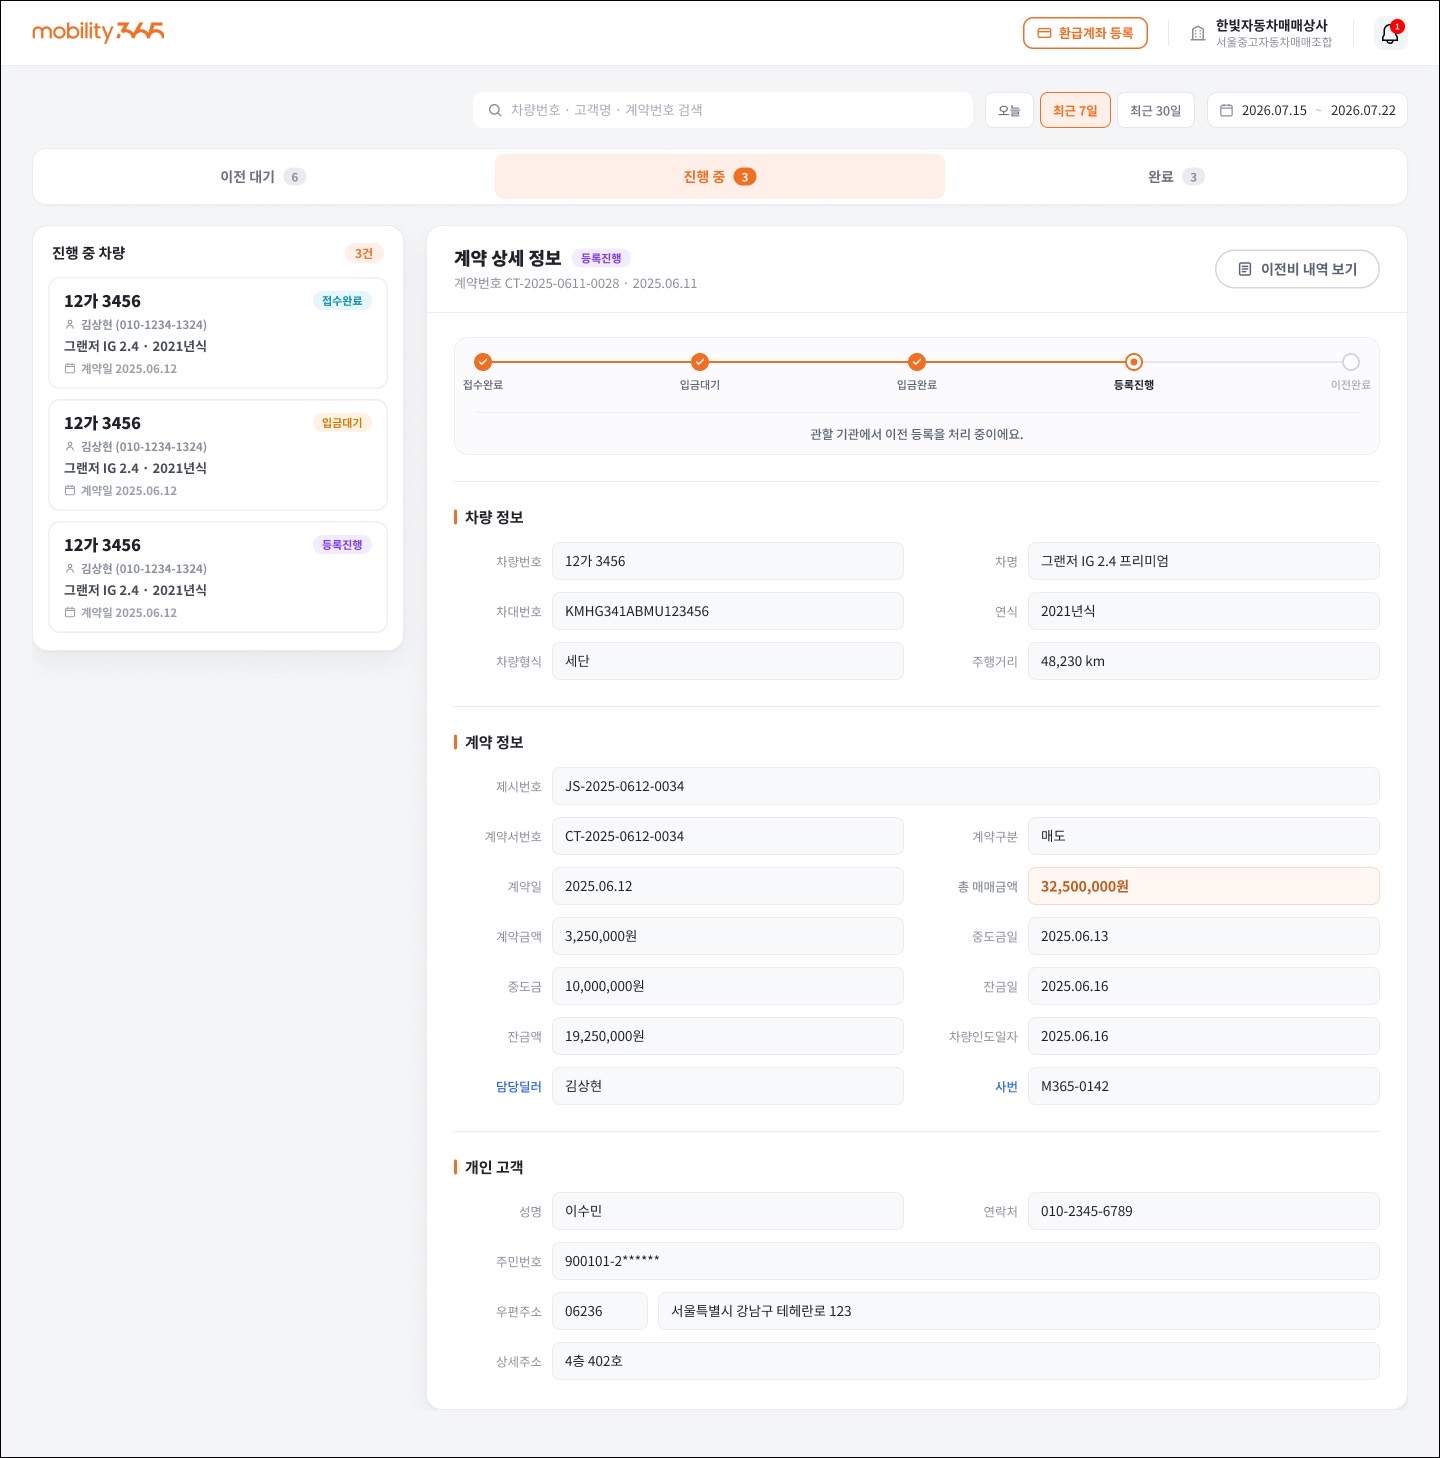 mobility 365
환급계좌 등록
한빛자동차매매상사
서울중고자동차매매조합
1
차량번호 · 고객명 · 계약번호 검색
오늘
최근 7일
최근 30일
2026.07.15 ~ 2026.07.22
이전 대기 6
진행 중 3
완료 3
진행 중 차량 3건
12가 3456 접수완료
김상현 (010-1234-1324)
그랜저 IG 2.4 · 2021년식
계약일 2025.06.12
12가 3456 입금대기
김상현 (010-1234-1324)
그랜저 IG 2.4 · 2021년식
계약일 2025.06.12
12가 3456 등록진행
김상현 (010-1234-1324)
그랜저 IG 2.4 · 2021년식
계약일 2025.06.12
계약 상세 정보 등록진행
계약번호 CT-2025-0611-0028 · 2025.06.11
이전비 내역 보기
접수완료 입금대기 입금완료 등록진행 이전완료
관할 기관에서 이전 등록을 처리 중이에요.
차량 정보
차량번호 12가 3456 차명 그랜저 IG 2.4 프리미엄
차대번호 KMHG341ABMU123456 연식 2021년식
차량형식 세단 주행거리 48,230 km
계약 정보
제시번호 JS-2025-0612-0034
계약서번호 CT-2025-0612-0034 계약구분 매도
계약일 2025.06.12 총 매매금액 32,500,000원
계약금액 3,250,000원 중도금일 2025.06.13
중도금 10,000,000원 잔금일 2025.06.16
잔금액 19,250,000원 차량인도일자 2025.06.16
담당딜러 김상현 사번 M365-0142
개인 고객
성명 이수민 연락처 010-2345-6789
주민번호 900101-2******
우편주소 06236 서울특별시 강남구 테헤란로 123
상세주소 4층 402호